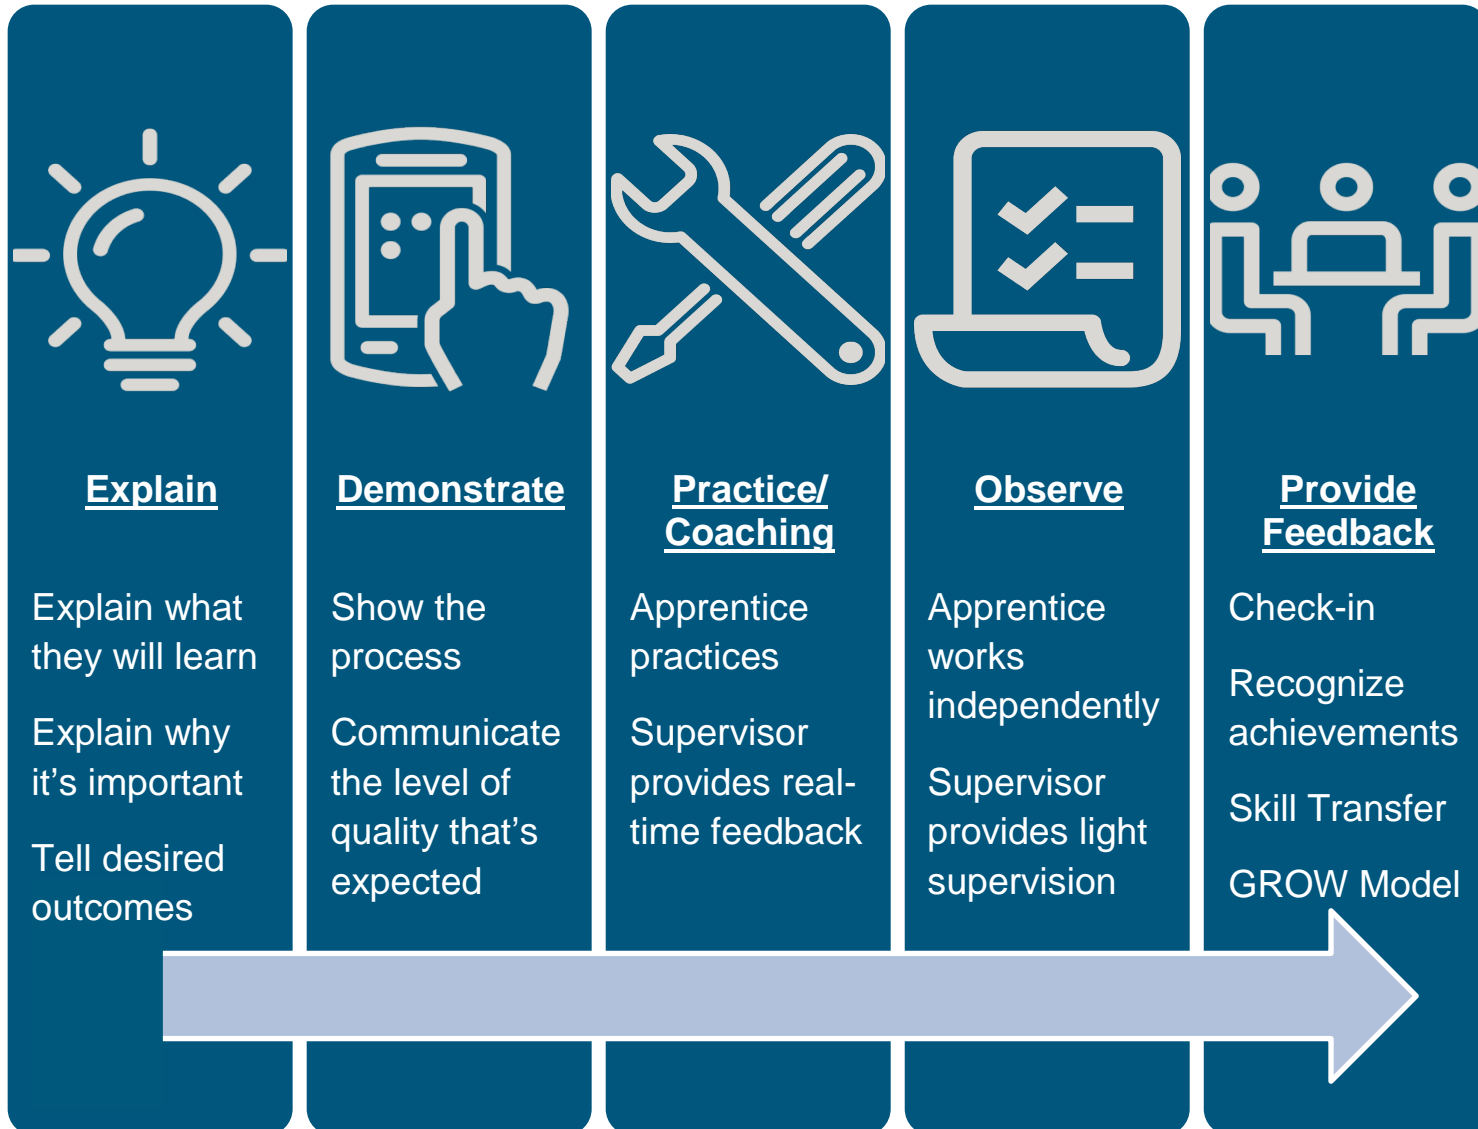 Explain
Explain what
they will learn
Explain why
it’s important
Tell desired
outcomes
Demonstrate
Show the
process
Communicate
the level of
quality that’s
expected
Practice/
Coaching
Apprentice
practices
Supervisor
provides real-
time feedback
Observe
Apprentice
works
independently
Supervisor
provides light
supervision
Provide
Feedback
Check-in
Recognize
achievements
Skill Transfer
GROW Model